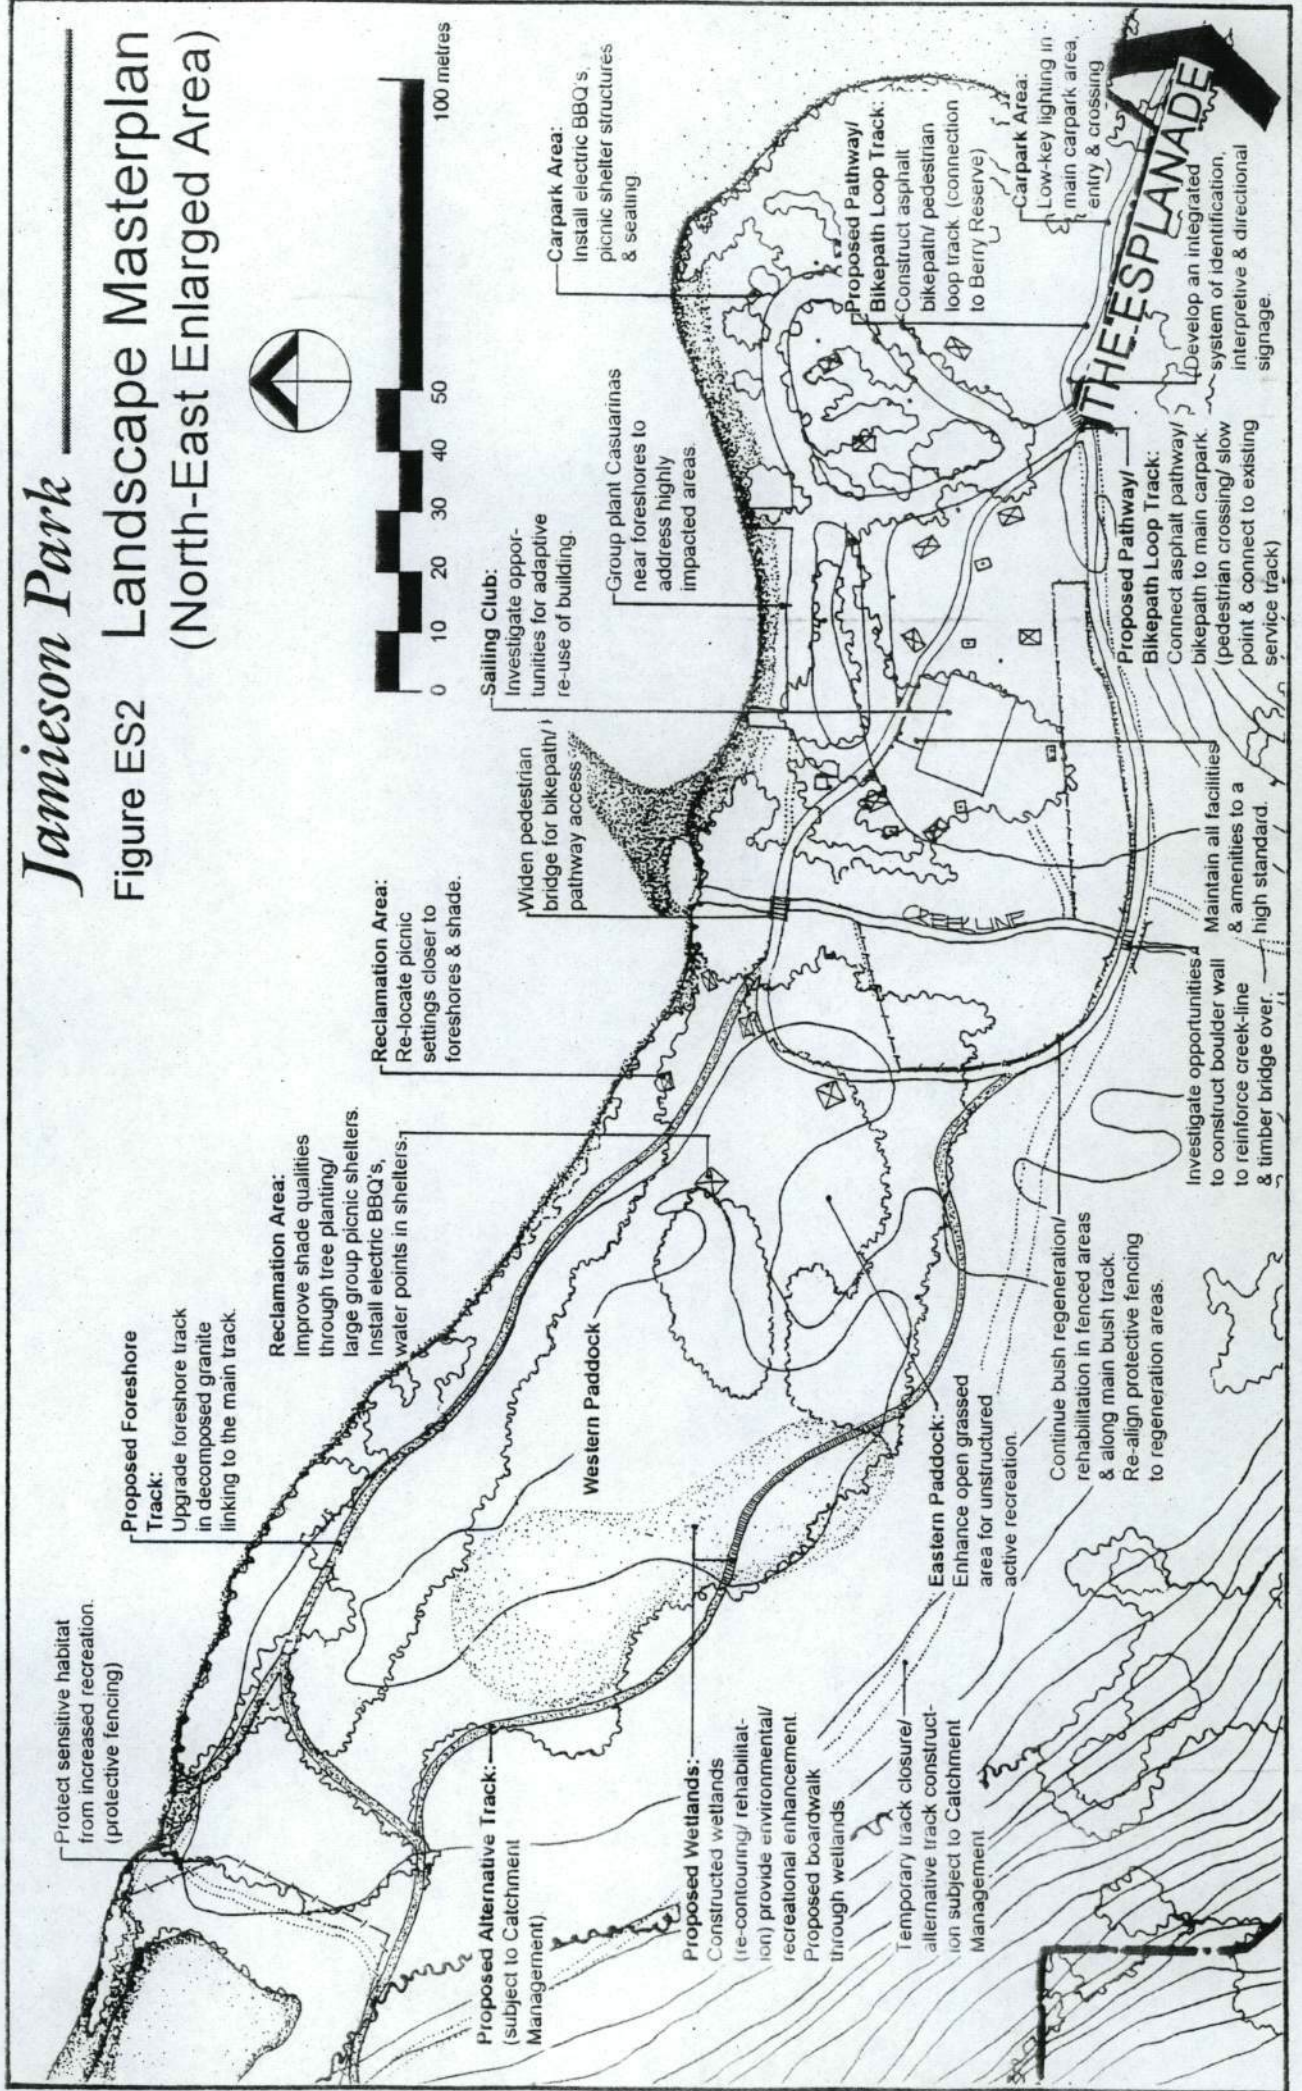 Jamieson Park
Figure ES2 Landscape Masterplan
(North-East Enlarged Area)
0 10 20 30 40 50 100 metres
Protect sensitive habitat
from increased recreation.
(protective fencing)
Proposed Foreshore
Track:
Upgrade foreshore track
in decomposed granite
linking to the main track.
Reclamation Area:
Improve shade qualities
through tree planting/
large group picnic shelters.
Install electric BBQ's,
water points in shelters.
Reclamation Area:
Re-locate picnic
settings closer to
foreshores & shade.
Widen pedestrian
bridge for bikepath/
pathway access
Sailing Club:
Investigate oppor-
tunities for adaptive
re-use of building.
Group plant Casuarinas
near foreshores to
address highly
impacted areas.
Carpark Area:
Install electric BBQ's,
picnic shelter structures
& seating.
Proposed Pathway/
Bikepath Loop Track:
Construct asphalt
bikepath/ pedestrian
loop track (connection
to Berry Reserve)
Carpark Area:
Low-key lighting in
main carpark area,
entry & crossing
THE ESPLANADE
Western Paddock
CREEK LINE
Proposed Alternative Track:
(subject to Catchment
Management)
Proposed Wetlands:
Constructed wetlands
(re-contouring/ rehabilitat-
ion) provide environmental/
recreational enhancement.
Proposed boardwalk
through wetlands
Temporary track closure/
alternative track construct-
ion subject to Catchment
Management
Eastern Paddock:
Enhance open grassed
area for unstructured
active recreation.
Continue bush regeneration/
rehabilitation in fenced areas
& along main bush track.
Re-align protective fencing
to regeneration areas.
Investigate opportunities
to construct boulder wall
to reinforce creek-line
& timber bridge over.
Maintain all facilities
& amenities to a
high standard.
Proposed Pathway/
Bikepath Loop Track:
Connect asphalt pathway/
bikepath to main carpark.
(pedestrian crossing/ slow
point & connect to existing
service track)
Develop an integrated
system of identification,
interpretive & directional
signage.